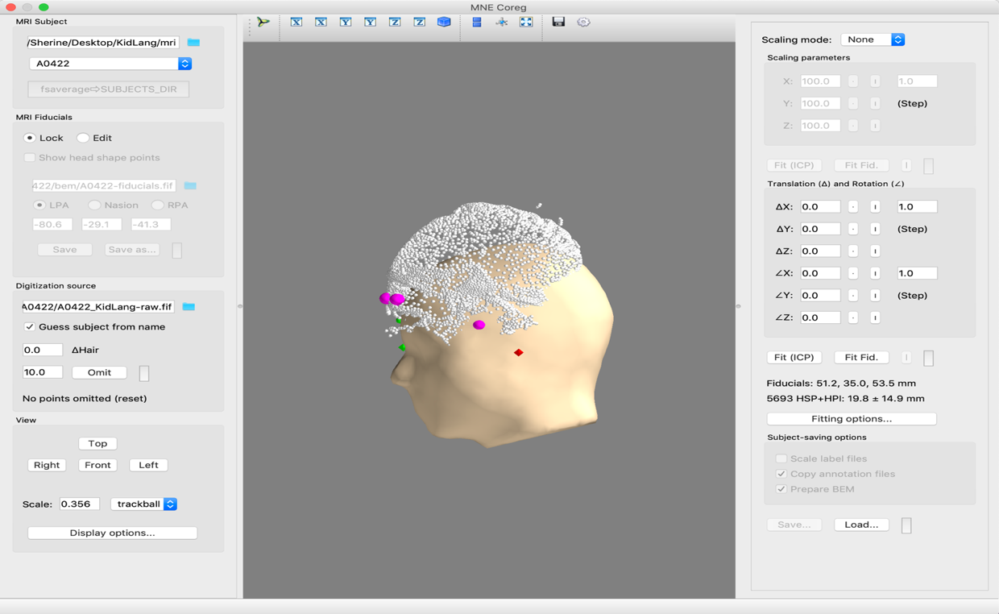 MNE Coreg
MRI Subject
/Sherine/Desktop/KidLang/mri
A0422
fsaverage⇨SUBJECTS_DIR
MRI Fiducials
Lock Edit
Show head shape points
422/bem/A0422-fiducials.fif
LPA Nasion RPA
-80.6 -29.1 -41.3
Save Save as...
Digitization source
A0422/A0422_KidLang-raw.fif
Guess subject from name
0.0 ΔHair
10.0 Omit
No points omitted (reset)
View
Top
Right Front Left
Scale: 0.356 trackball
Display options...
X X Y Y Z Z
Scaling mode: None
Scaling parameters
X: 100.0 - I 1.0
Y: 100.0 - I (Step)
Z: 100.0 - I
Fit (ICP) Fit Fid. I
Translation (Δ) and Rotation (∠)
ΔX: 0.0 - I 1.0
ΔY: 0.0 - I (Step)
ΔZ: 0.0 - I
∠X: 0.0 - I 1.0
∠Y: 0.0 - I (Step)
∠Z: 0.0 - I
Fit (ICP) Fit Fid. I
Fiducials: 51.2, 35.0, 53.5 mm
5693 HSP+HPI: 19.8 ± 14.9 mm
Fitting options...
Subject-saving options
Scale label files
Copy annotation files
Prepare BEM
Save... Load...